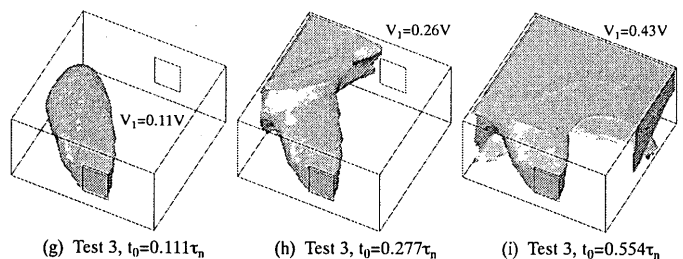 V₁=0.11V
V₁=0.26V
V₁=0.43V
(g) Test 3, t₀=0.111τₙ
(h) Test 3, t₀=0.277τₙ
(i) Test 3, t₀=0.554τₙ